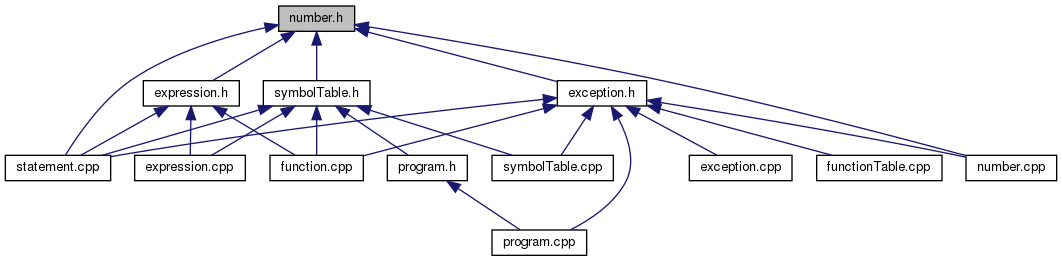 number.h
expression.h
symbolTable.h
exception.h
statement.cpp
expression.cpp
function.cpp
program.h
symbolTable.cpp
exception.cpp
functionTable.cpp
number.cpp
program.cpp